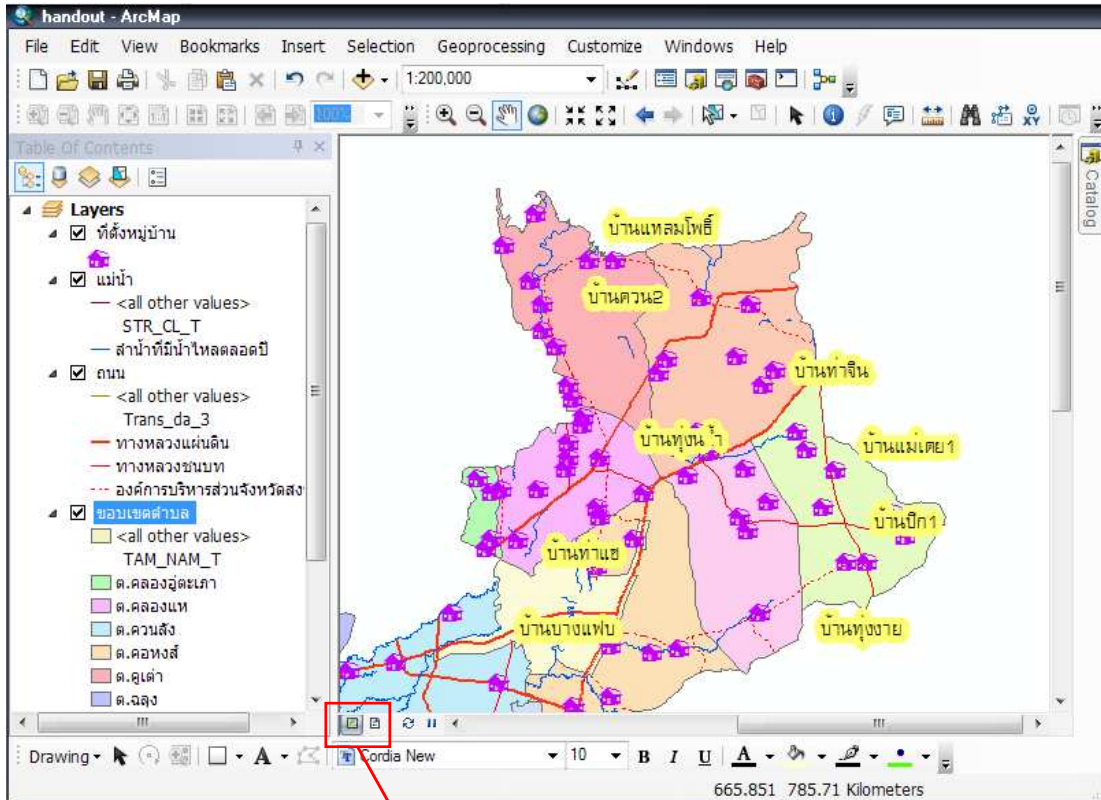 handout - ArcMap
File Edit View Bookmarks Insert Selection Geoprocessing Customize Windows Help
1:200,000
100%
Table Of Contents
Catalog
Layers
ที่ตั้งหมู่บ้าน
แม่น้ำ
<all other values>
STR_CL_T
ลำน้ำที่มีน้ำไหลตลอดปี
ถนน
<all other values>
Trans_da_3
ทางหลวงแผ่นดิน
ทางหลวงชนบท
องค์การบริหารส่วนจังหวัดสง
ขอบเขตตำบล
<all other values>
TAM_NAM_T
ต.คลองอู่ตะเภา
ต.คลองแห
ต.ควนลัง
ต.คอหงส์
ต.คูเต่า
ต.ฉลุง
บ้านแหลมโพธิ์
บ้านควน2
บ้านท่าจีน
บ้านทุ่งน้ำ
บ้านแม่เตย1
บ้านปึก1
บ้านท่าแซ
บ้านบางแฟบ
บ้านทุ่งงาย
Drawing A Cordia New 10 B I U A
665.851 785.71 Kilometers